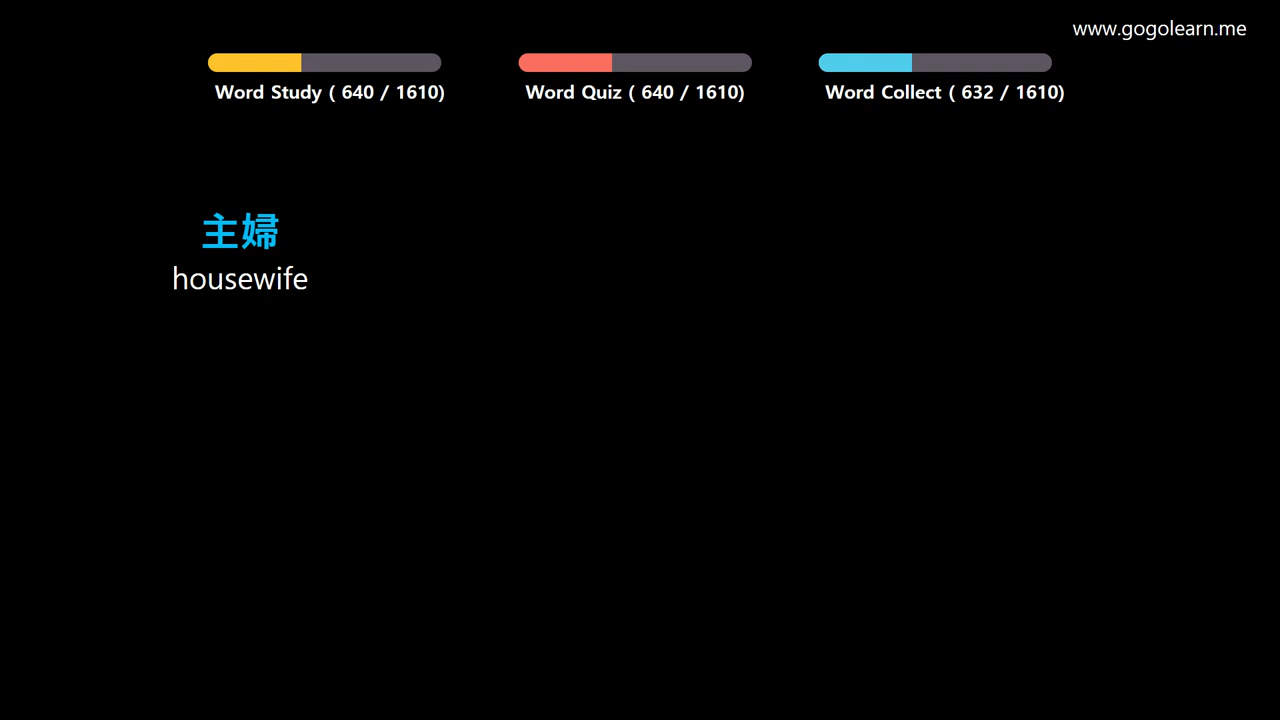 www.gogolearn.me
Word Study ( 640 / 1610)
Word Quiz ( 640 / 1610)
Word Collect ( 632 / 1610)
主婦
housewife